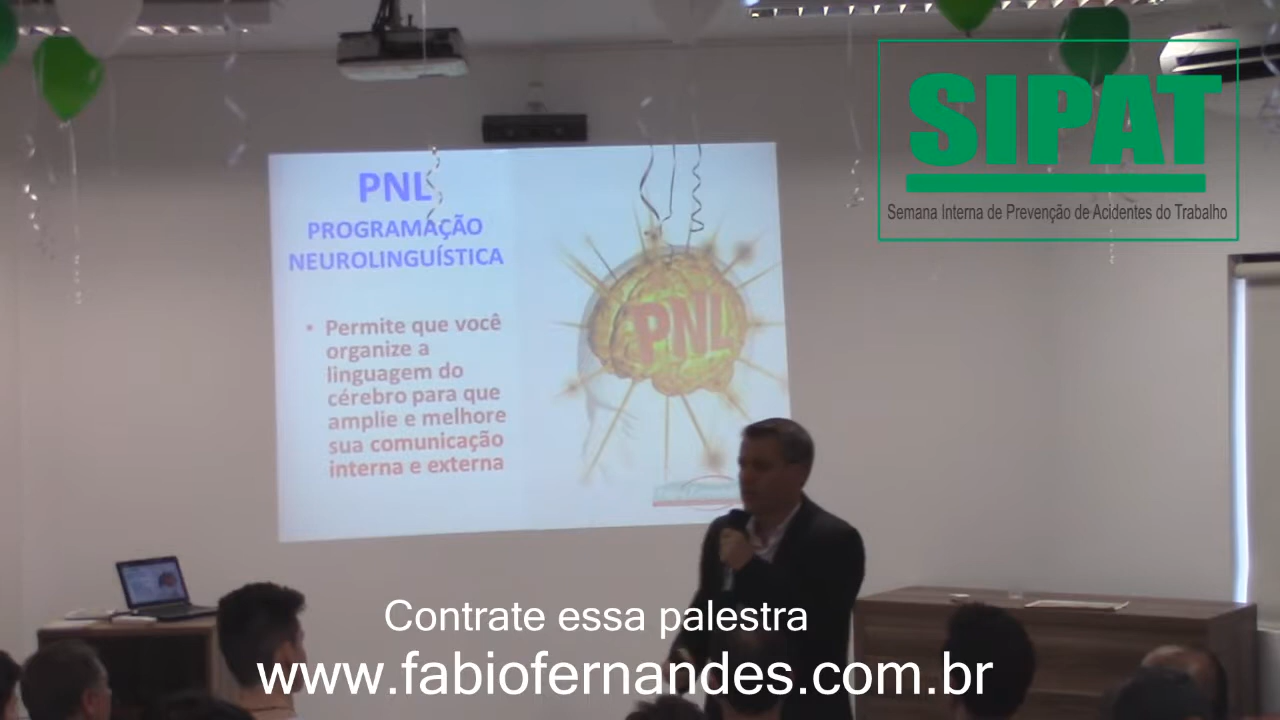 SIPAT
Semana Interna de Prevenção de Acidentes do Trabalho
PNL
PROGRAMAÇÃO
NEUROLINGUÍSTICA
• Permite que você
organize a
linguagem do
cérebro para que
amplie e melhore
sua comunicação
interna e externa
PNL
Contrate essa palestra
www.fabiofernandes.com.br